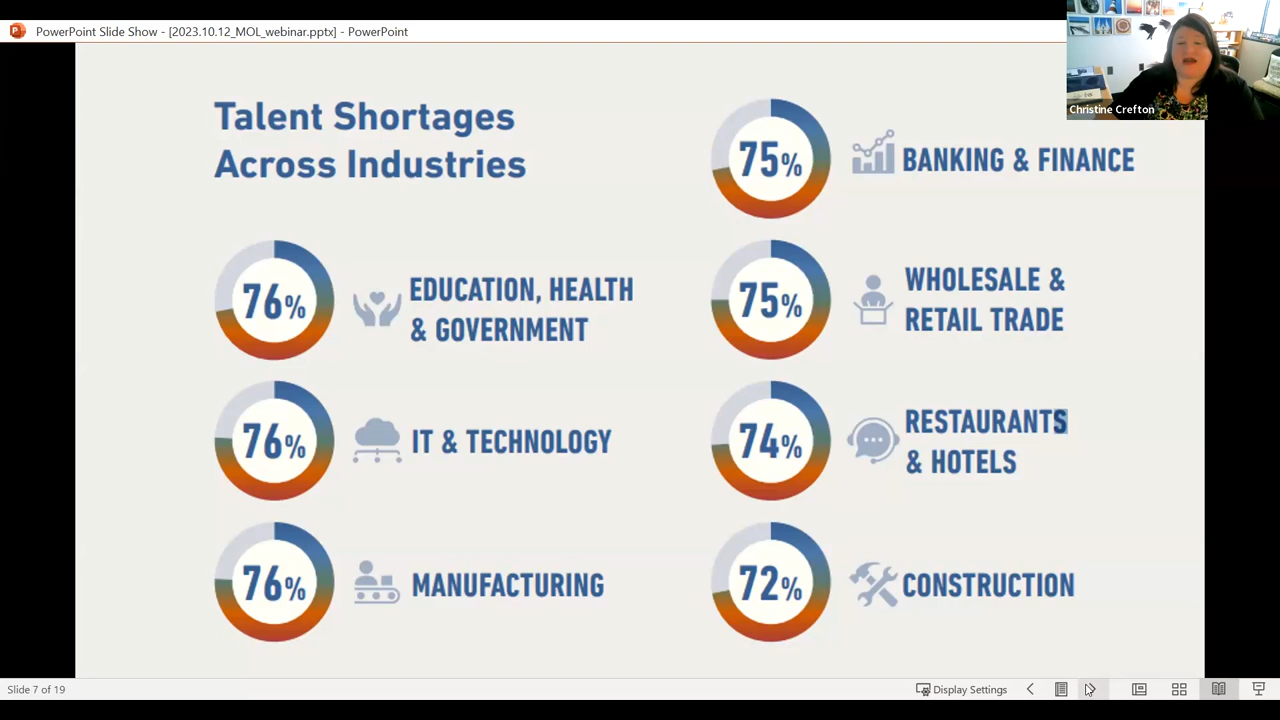 PowerPoint Slide Show - [2023.10.12_MOL_webinar.pptx] - PowerPoint
Christine Crefton
Talent Shortages
Across Industries
76%
EDUCATION, HEALTH
& GOVERNMENT
76%
IT & TECHNOLOGY
76%
MANUFACTURING
75%
BANKING & FINANCE
75%
WHOLESALE &
RETAIL TRADE
74%
RESTAURANTS
& HOTELS
72%
CONSTRUCTION
Slide 7 of 19
Display Settings